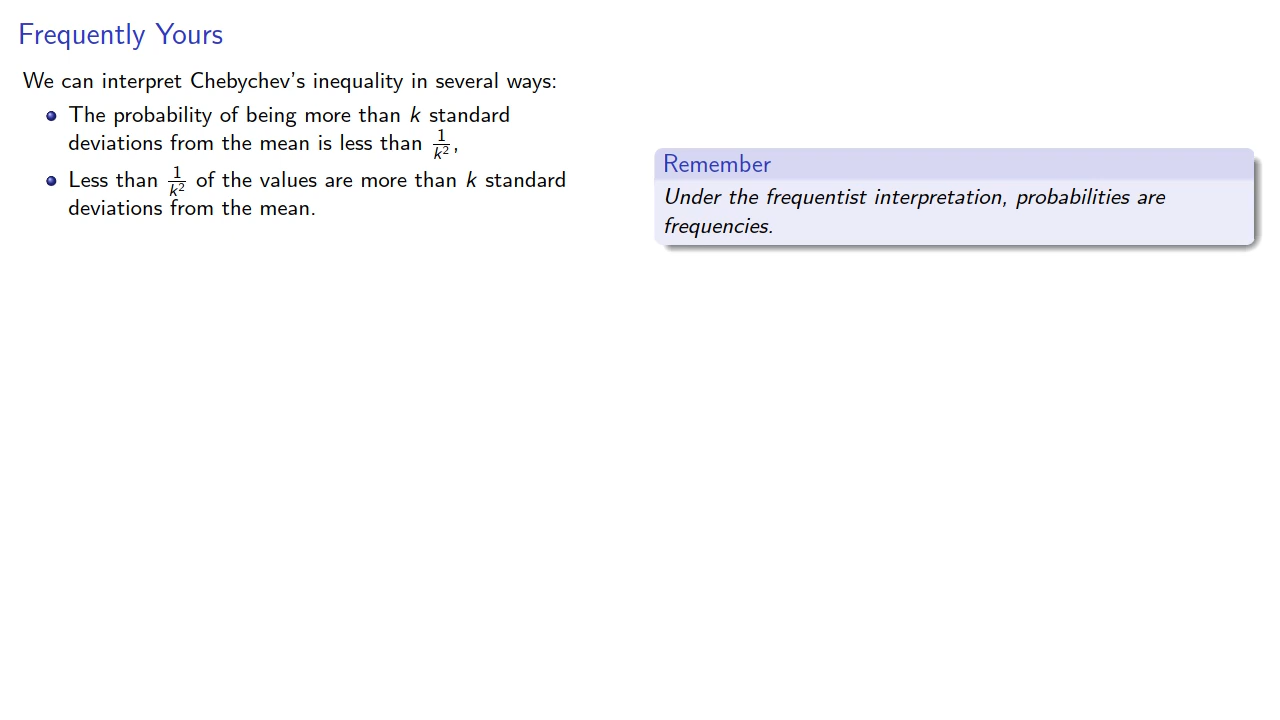 Frequently Yours
We can interpret Chebychev's inequality in several ways:
The probability of being more than k standard
deviations from the mean is less than 1/k²,
Less than 1/k² of the values are more than k standard
deviations from the mean.
Remember
Under the frequentist interpretation, probabilities are
frequencies.